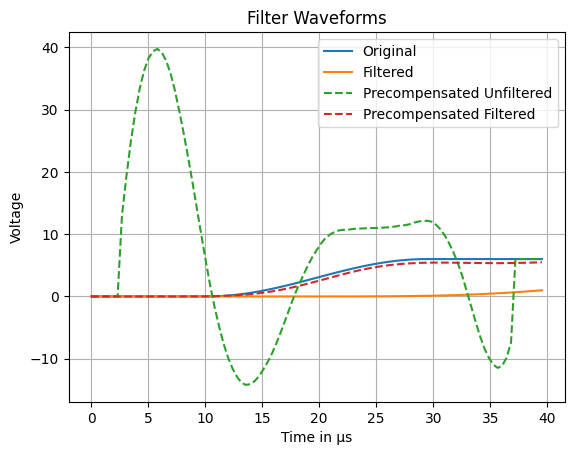 Filter Waveforms
Original
Filtered
Precompensated Unfiltered
Precompensated Filtered
Voltage
40
30
20
10
0
−10
0 5 10 15 20 25 30 35 40
Time in μs